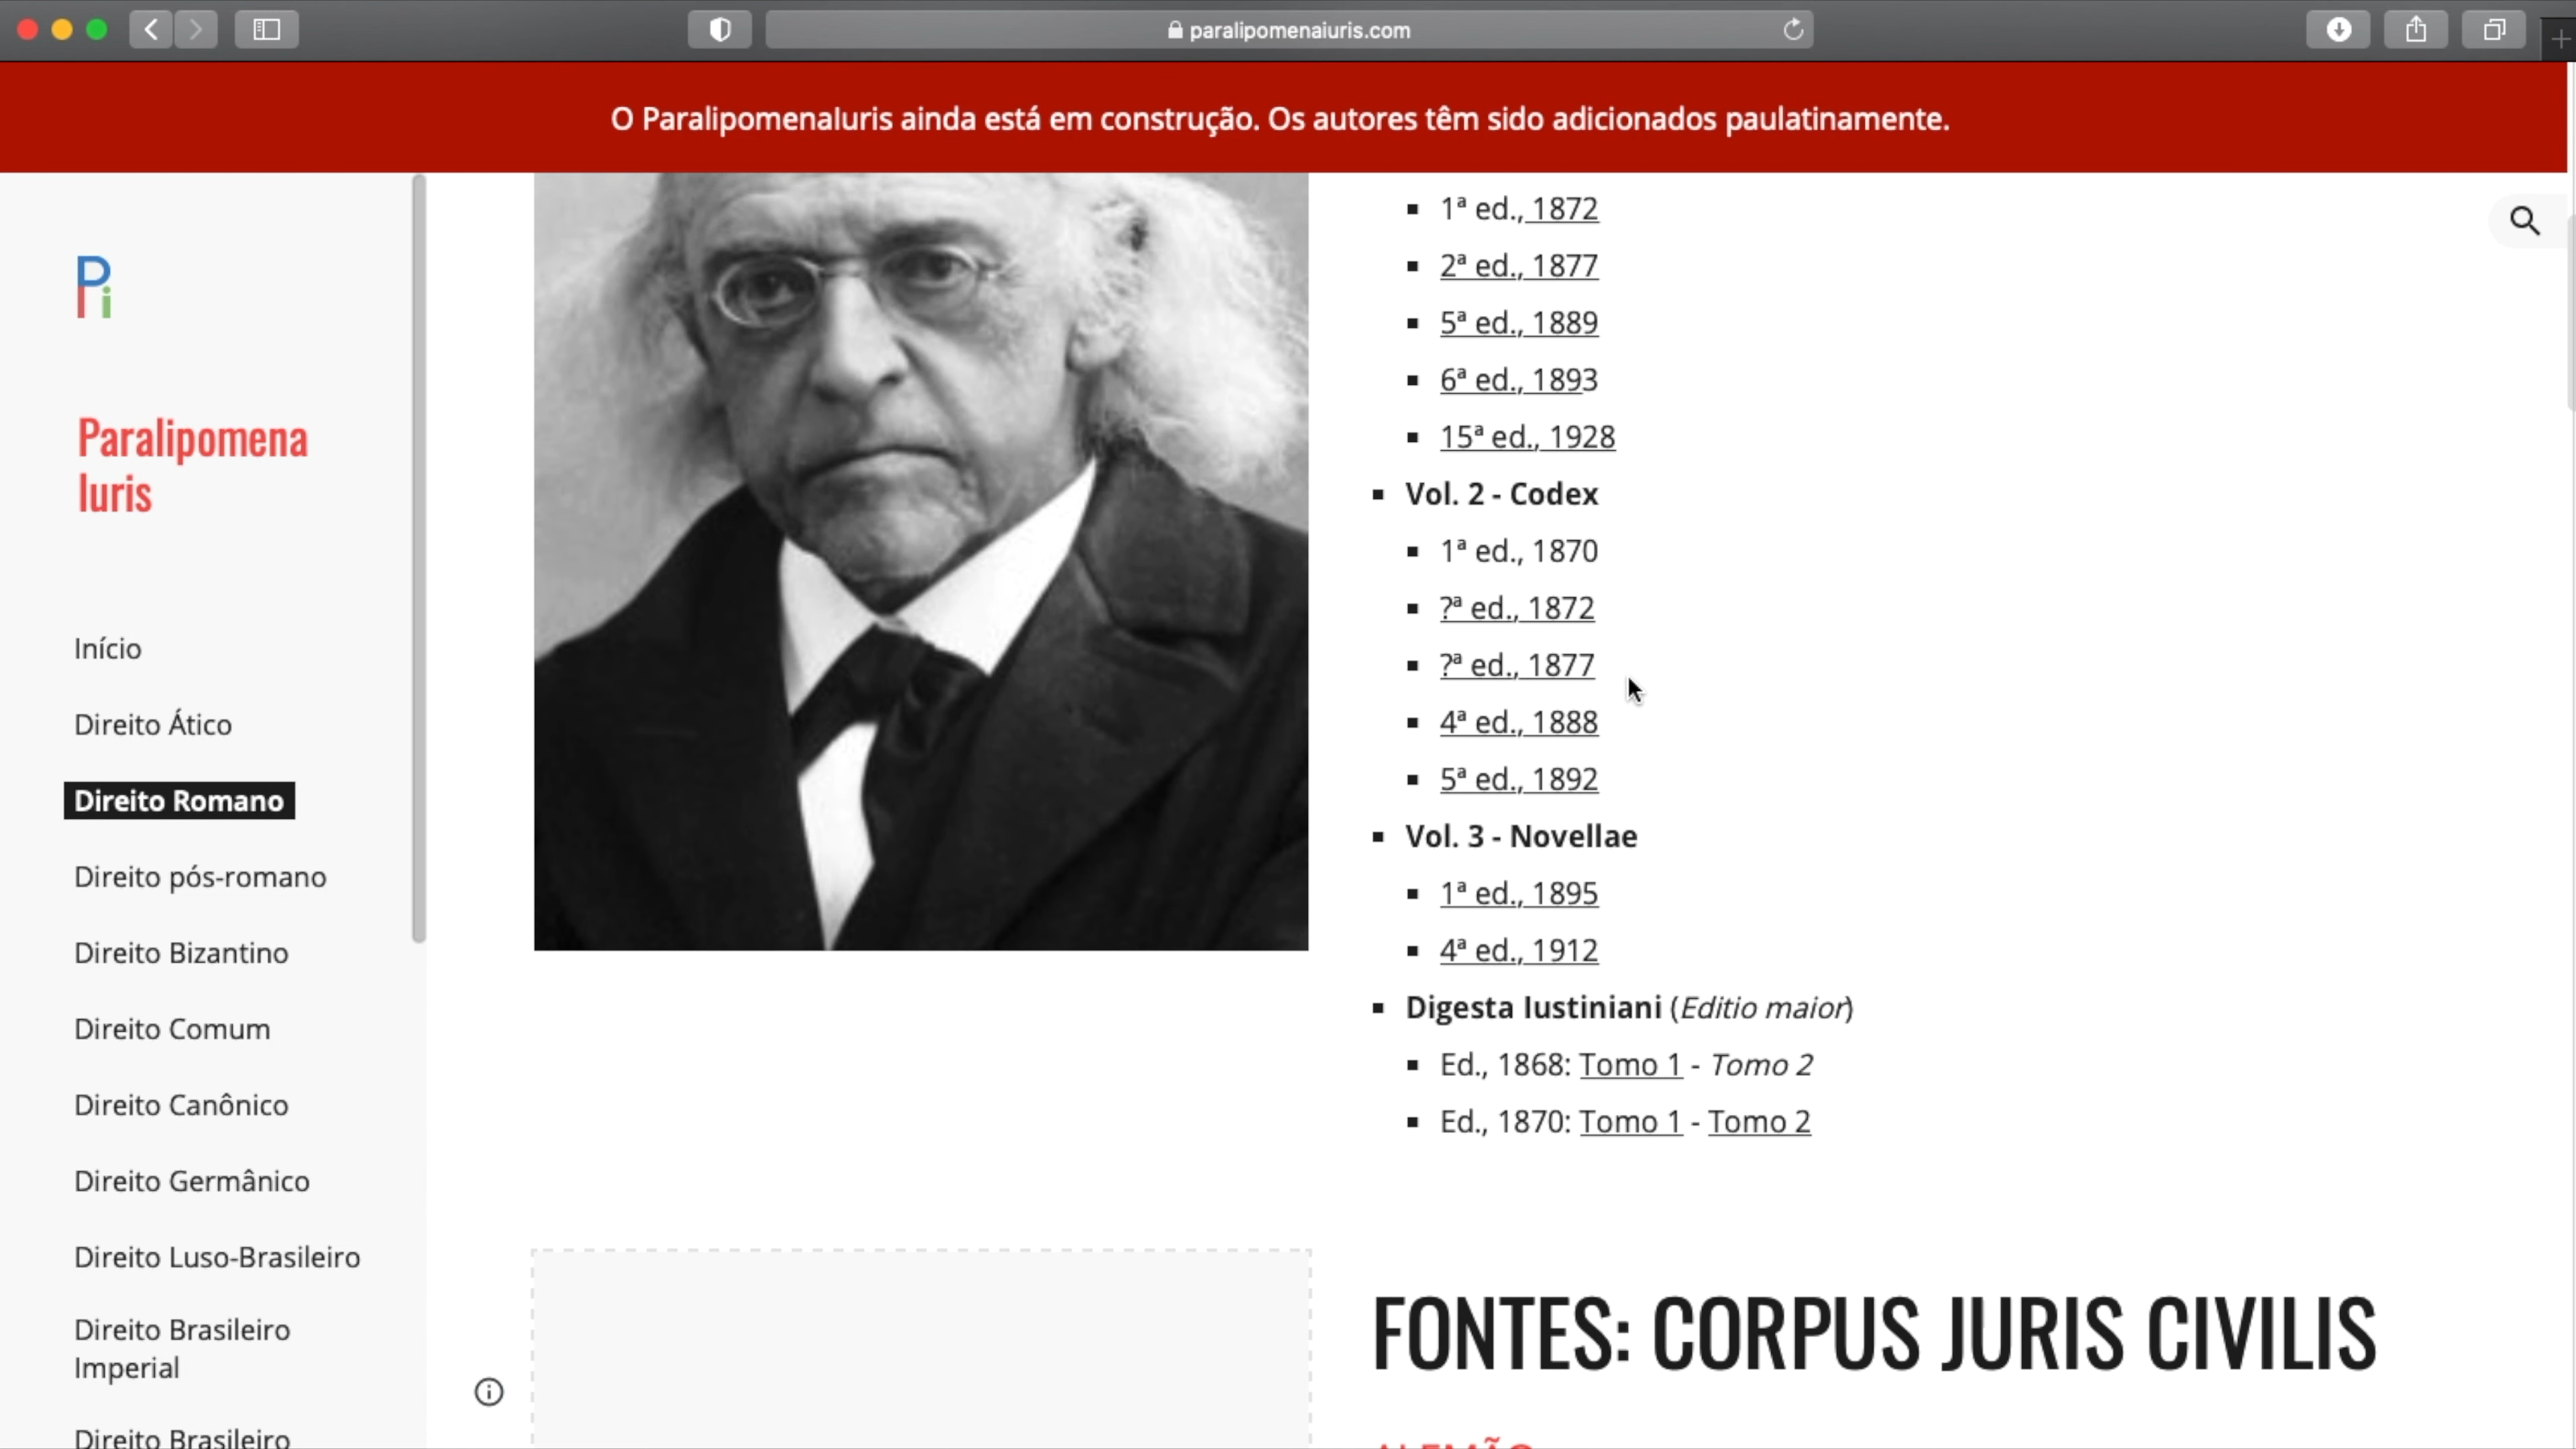 paralipomenaiuris.com
O ParalipomenaIuris ainda está em construção. Os autores têm sido adicionados paulatinamente.
Pi
Paralipomena
Iuris
Início
Direito Ático
Direito Romano
Direito pós-romano
Direito Bizantino
Direito Comum
Direito Canônico
Direito Germânico
Direito Luso-Brasileiro
Direito Brasileiro
Imperial
Direito Brasileiro
1ª ed., 1872
2ª ed., 1877
5ª ed., 1889
6ª ed., 1893
15ª ed., 1928
Vol. 2 - Codex
1ª ed., 1870
?ª ed., 1872
?ª ed., 1877
4ª ed., 1888
5ª ed., 1892
Vol. 3 - Novellae
1ª ed., 1895
4ª ed., 1912
Digesta Iustiniani (Editio maior)
Ed., 1868: Tomo 1 - Tomo 2
Ed., 1870: Tomo 1 - Tomo 2
FONTES: CORPUS JURIS CIVILIS